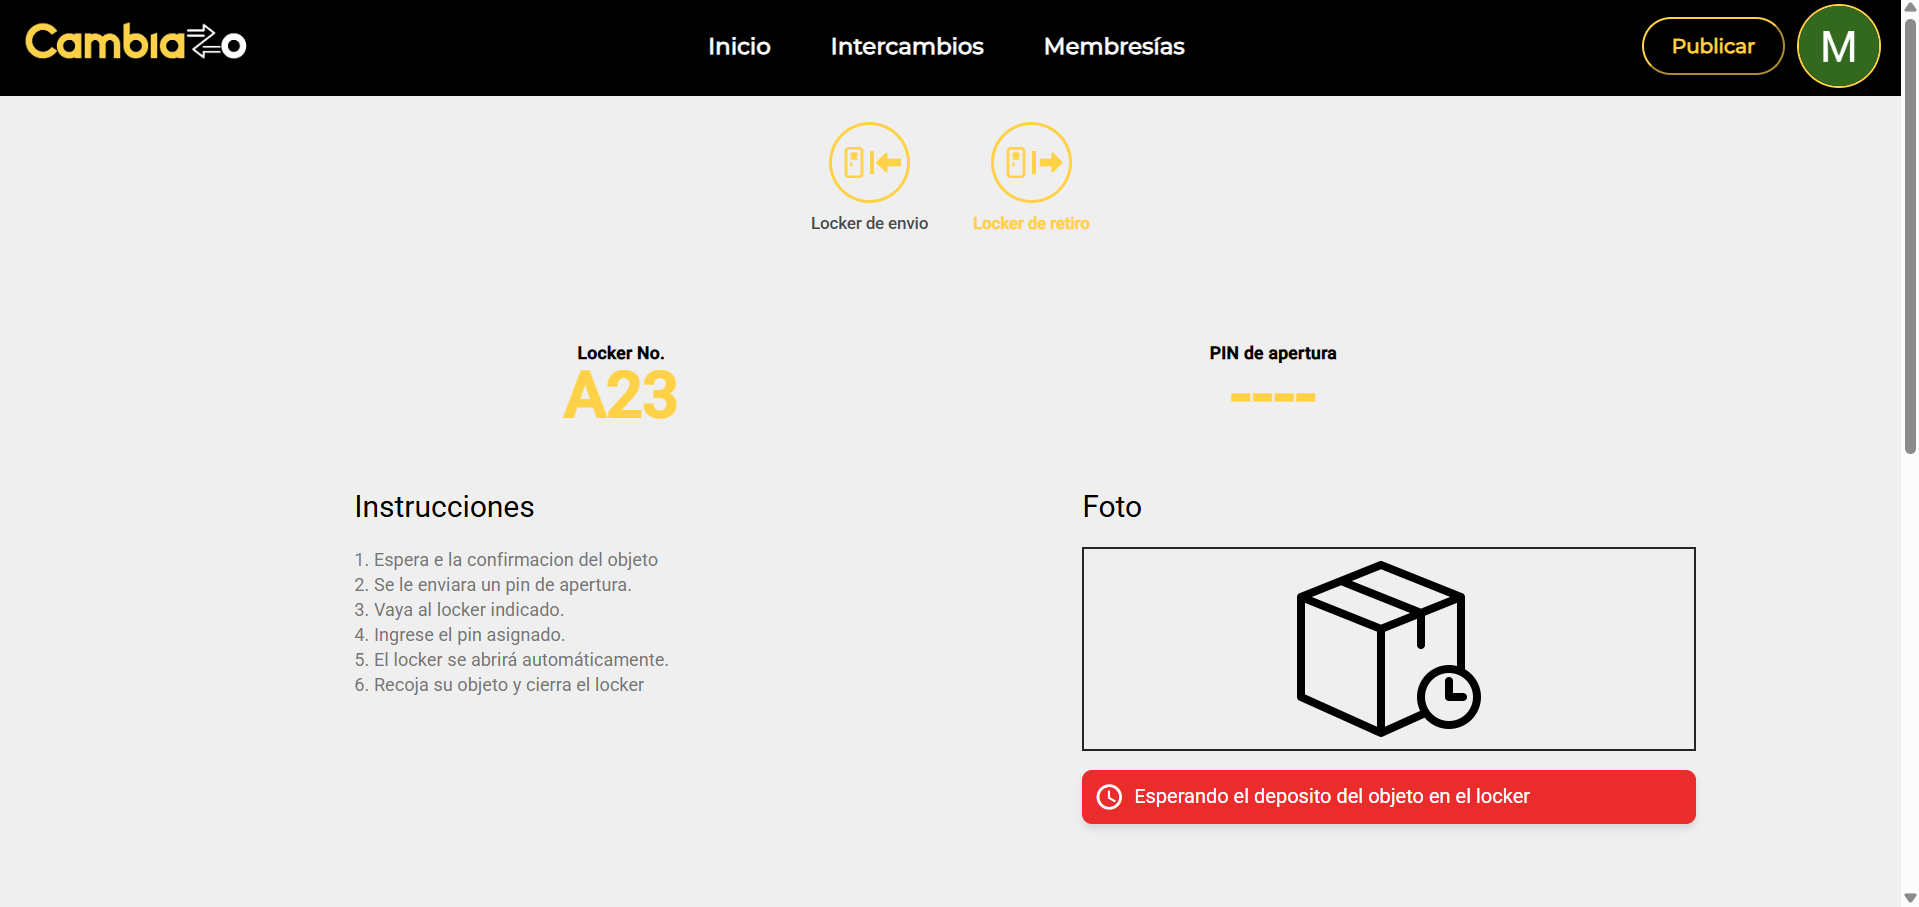 Cambiazo
Inicio
Intercambios
Membresías
Publicar
M
Locker de envio
Locker de retiro
Locker No.
A23
PIN de apertura
----
Instrucciones
1. Espera e la confirmacion del objeto
2. Se le enviara un pin de apertura.
3. Vaya al locker indicado.
4. Ingrese el pin asignado.
5. El locker se abrirá automáticamente.
6. Recoja su objeto y cierra el locker
Foto
Esperando el deposito del objeto en el locker